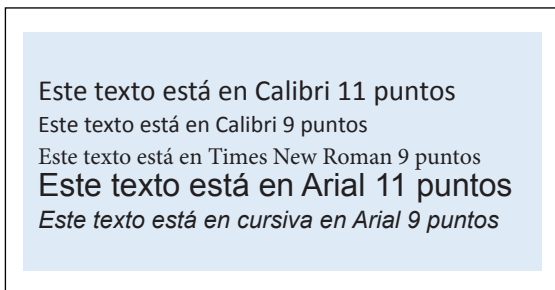 Este texto está en Calibri 11 puntos
Este texto está en Calibri 9 puntos
Este texto está en Times New Roman 9 puntos
Este texto está en Arial 11 puntos
Este texto está en cursiva en Arial 9 puntos